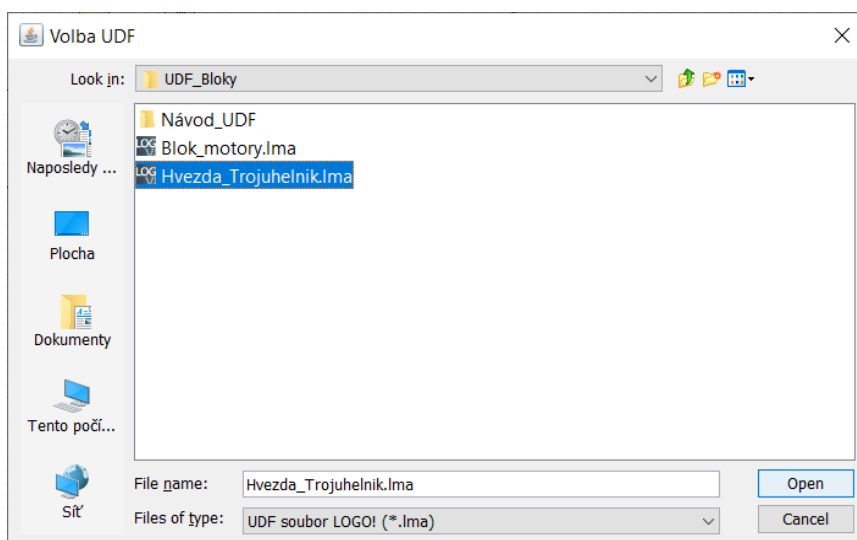 Volba UDF
Look in: UDF_Bloky
Návod_UDF
Blok_motory.lma
Hvezda_Trojuhelnik.lma
Naposledy ...
Plocha
Dokumenty
Tento počí...
Síť
File name: Hvezda_Trojuhelnik.lma Open
Files of type: UDF soubor LOGO! (*.lma) Cancel